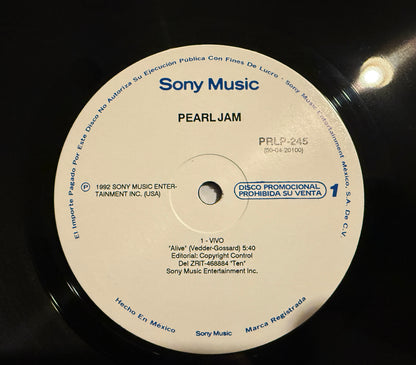 El Importe Pagado Por Este Disco No Autoriza Su Ejecución Pública Con Fines De Lucro - Sony Music Entertainment México, S.A. De C.V.
Sony Music
PEARL JAM
PRLP-245
(50-04-20100)
Ⓟ 1992 SONY MUSIC ENTER-
TAINMENT INC. (USA)
DISCO PROMOCIONAL
PROHIBIDA SU VENTA
1
1 - VIVO
"Alive" (Vedder-Gossard) 5:40
Editorial: Copyright Control
Del ZRIT-468884 "Ten"
Sony Music Entertainment Inc.
Hecho En México
Sony Music
Marca Registrada